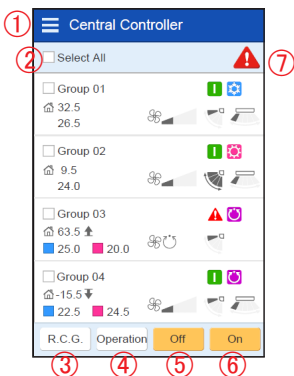 ① Central Controller
② Select All ⑦
Group 01
32.5
26.5
Group 02
9.5
24.0
Group 03
63.5
25.0 20.0
Group 04
-15.5
22.5 24.5
R.C.G. Operation Off On
③ ④ ⑤ ⑥